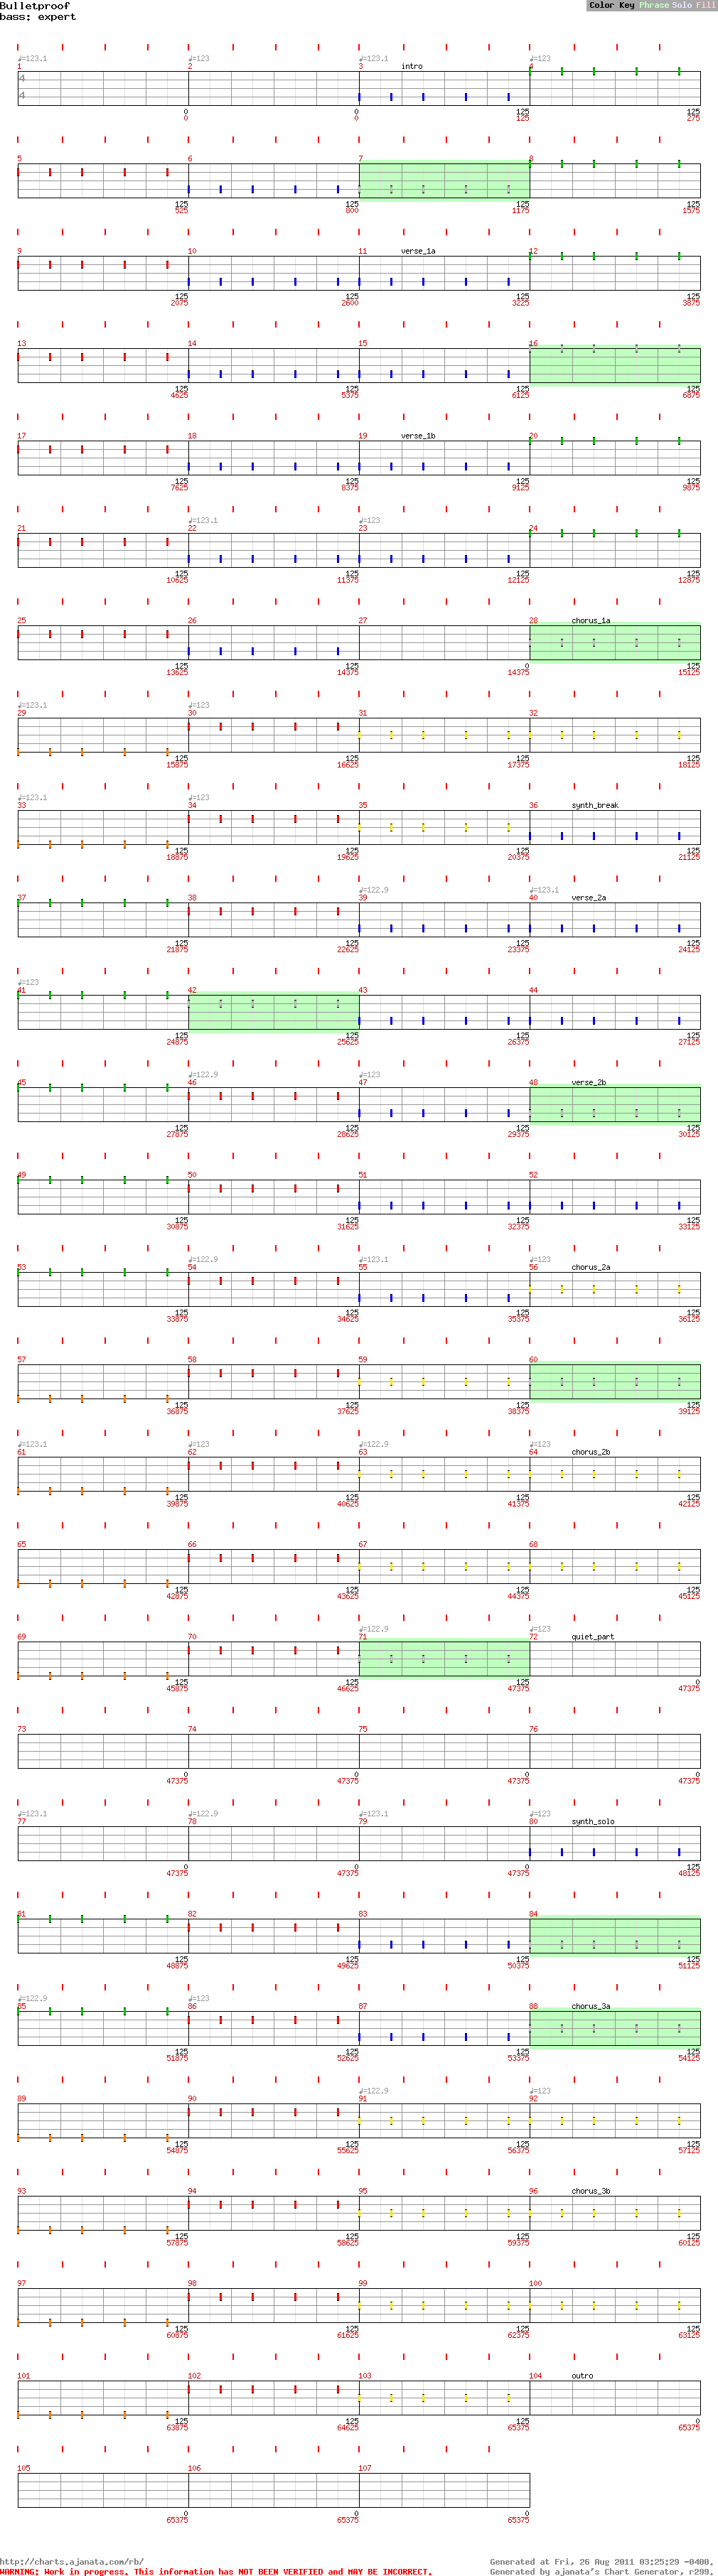 Bulletproof
bass: expert
Color Key Phrase Solo Fill
♩=123.1 ♩=123 ♩=123.1 ♩=123
1 2 3 intro 4
4
4
0 0 125 125
0 0 125 275
5 6 7 8
125 125 125 125
525 800 1175 1575
9 10 11 verse_1a 12
125 125 125 125
2075 2600 3225 3875
13 14 15 16
125 125 125 125
4625 5375 6125 6875
17 18 19 verse_1b 20
125 125 125 125
7625 8375 9125 9875
♩=123.1 ♩=123
21 22 23 24
125 125 125 125
10625 11375 12125 12875
25 26 27 28 chorus_1a
125 125 0 125
13625 14375 14375 15125
♩=123.1 ♩=123
29 30 31 32
125 125 125 125
15875 16625 17375 18125
♩=123.1 ♩=123
33 34 35 36 synth_break
125 125 125 125
18875 19625 20375 21125
♩=122.9 ♩=123.1
37 38 39 40 verse_2a
125 125 125 125
21875 22625 23375 24125
♩=123
41 42 43 44
125 125 125 125
24875 25625 26375 27125
♩=122.9 ♩=123
45 46 47 48 verse_2b
125 125 125 125
27875 28625 29375 30125
49 50 51 52
125 125 125 125
30875 31625 32375 33125
♩=122.9 ♩=123.1 ♩=123
53 54 55 56 chorus_2a
125 125 125 125
33875 34625 35375 36125
57 58 59 60
125 125 125 125
36875 37625 38375 39125
♩=123.1 ♩=123 ♩=122.9 ♩=123
61 62 63 64 chorus_2b
125 125 125 125
39875 40625 41375 42125
65 66 67 68
125 125 125 125
42875 43625 44375 45125
♩=122.9 ♩=123
69 70 71 72 quiet_part
125 125 125 0
45875 46625 47375 47375
73 74 75 76
0 0 0 0
47375 47375 47375 47375
♩=123.1 ♩=122.9 ♩=123.1 ♩=123
77 78 79 80 synth_solo
0 0 0 125
47375 47375 47375 48125
81 82 83 84
125 125 125 125
48875 49625 50375 51125
♩=122.9 ♩=123
85 86 87 88 chorus_3a
125 125 125 125
51875 52625 53375 54125
♩=122.9 ♩=123
89 90 91 92
125 125 125 125
54875 55625 56375 57125
93 94 95 96 chorus_3b
125 125 125 125
57875 58625 59375 60125
97 98 99 100
125 125 125 125
60875 61625 62375 63125
101 102 103 104 outro
125 125 125 0
63875 64625 65375 65375
105 106 107
0 0 0
65375 65375 65375
http://charts.ajanata.com/rb/
Generated at Fri, 26 Aug 2011 03:25:29 -0400.
WARNING: Work in progress. This information has NOT BEEN VERIFIED and MAY BE INCORRECT.
Generated by ajanata's Chart Generator, r299.